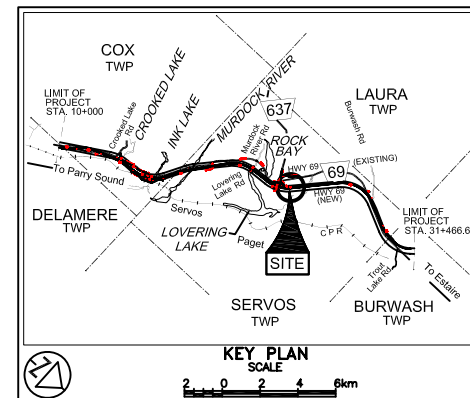 COX
TWP
LIMIT OF
PROJECT
STA. 10+000
Crooked Lake
Rd
CROOKED LAKE
INK LAKE
MURDOCK RIVER
637
LAURA
TWP
Burwash Rd
Murdock
River Rd
ROCK
BAY
HWY 69
69
(EXISTING)
HWY 69
(NEW)
To Parry Sound
Lovering
Lake Rd
Servos
DELAMERE
TWP
LOVERING
LAKE
Paget
C P R
LIMIT OF
PROJECT
STA. 31+466.6
SITE
Trout
Lake
Rd
To Estaire
SERVOS
TWP
BURWASH
TWP
N
KEY PLAN
SCALE
2 0 2 4 6km